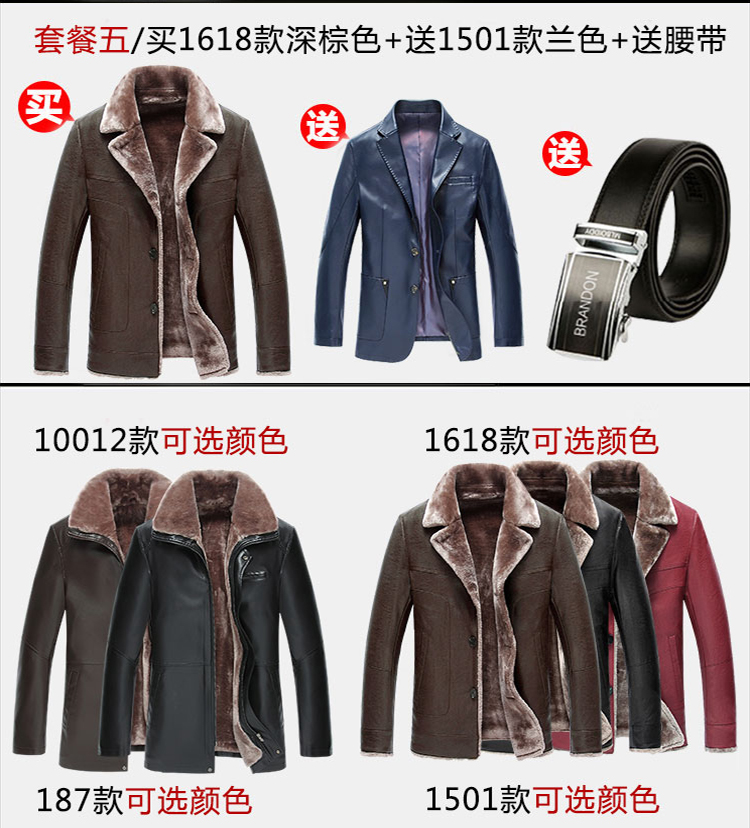 套餐五/买1618款深棕色+送1501款兰色+送腰带
买
送
送
MLBOIDDY
BRANDON
10012款可选颜色
1618款可选颜色
187款可选颜色
1501款可选颜色